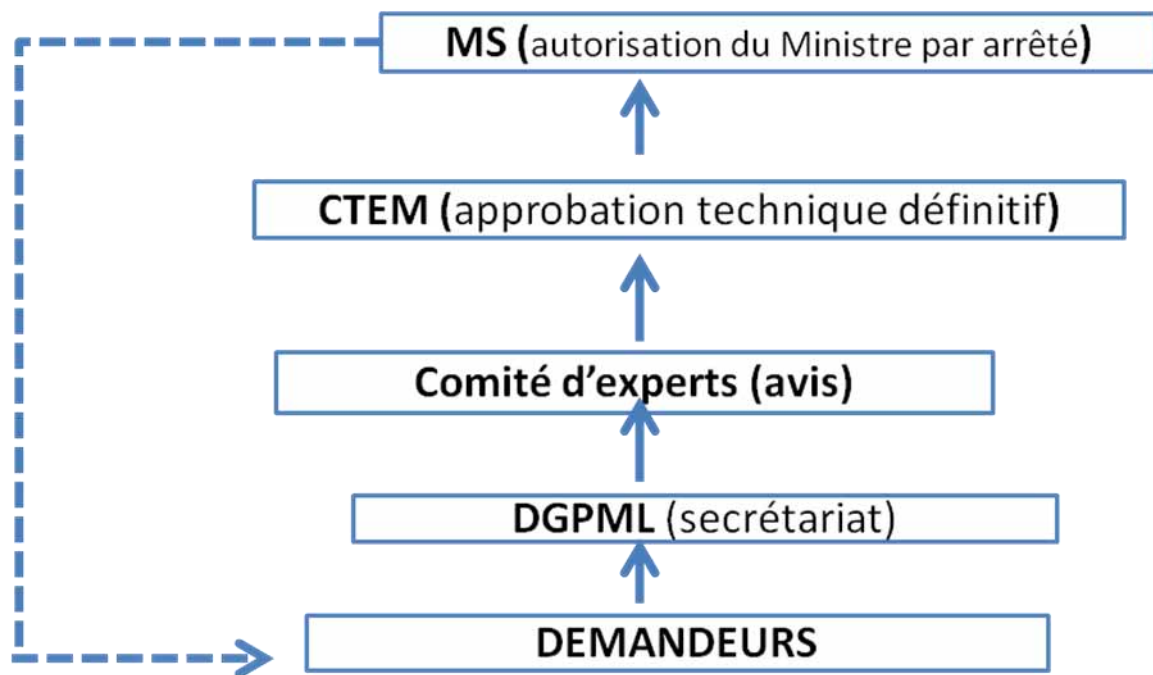 MS (autorisation du Ministre par arrêté)
CTEM (approbation technique définitif)
Comité d’experts (avis)
DGPML (secrétariat)
DEMANDEURS